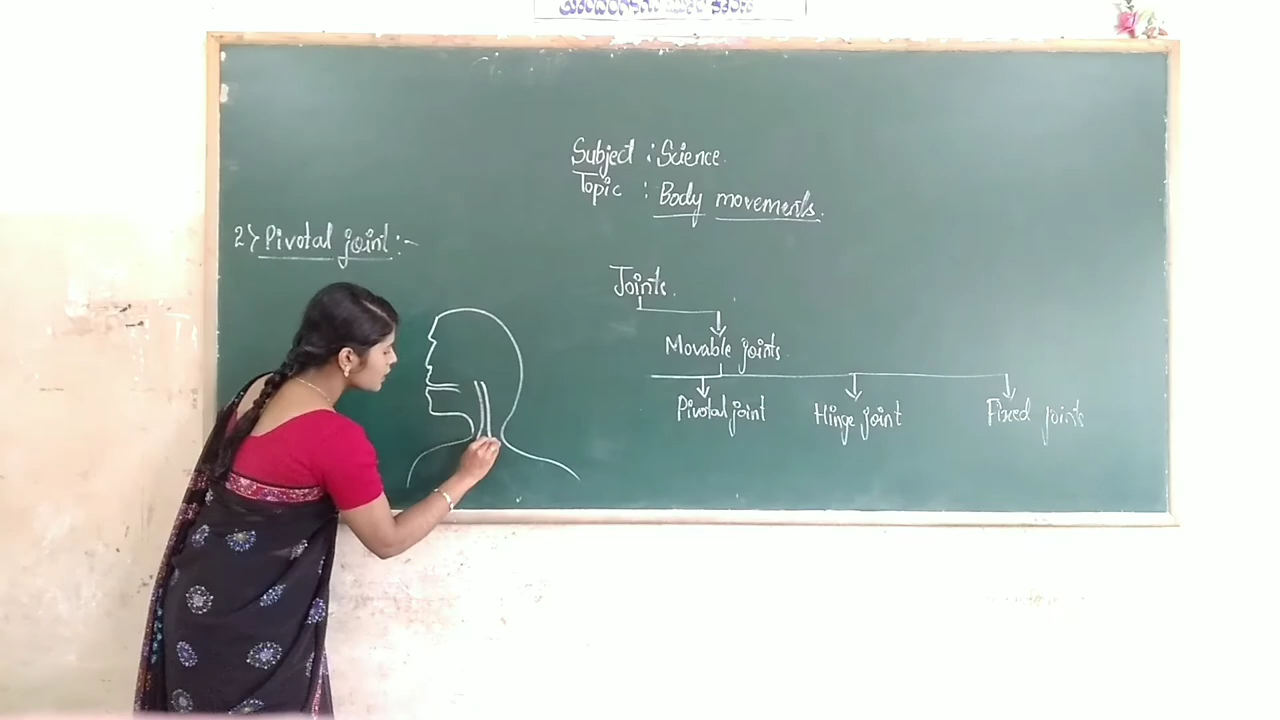 Subject : Science.
Topic : Body movements.
2) Pivotal joint :-
Joints.
Movable joints.
Pivotal joint Hinge joint Fixed joints